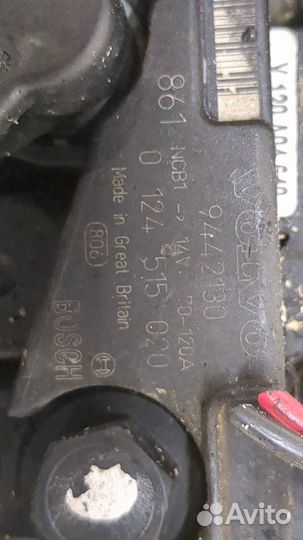 VOLVO
9442130
NCB1 -> 14V 70-120A
861 0 124 515 020
Made in Great Britain
806
BOSCH
Avito